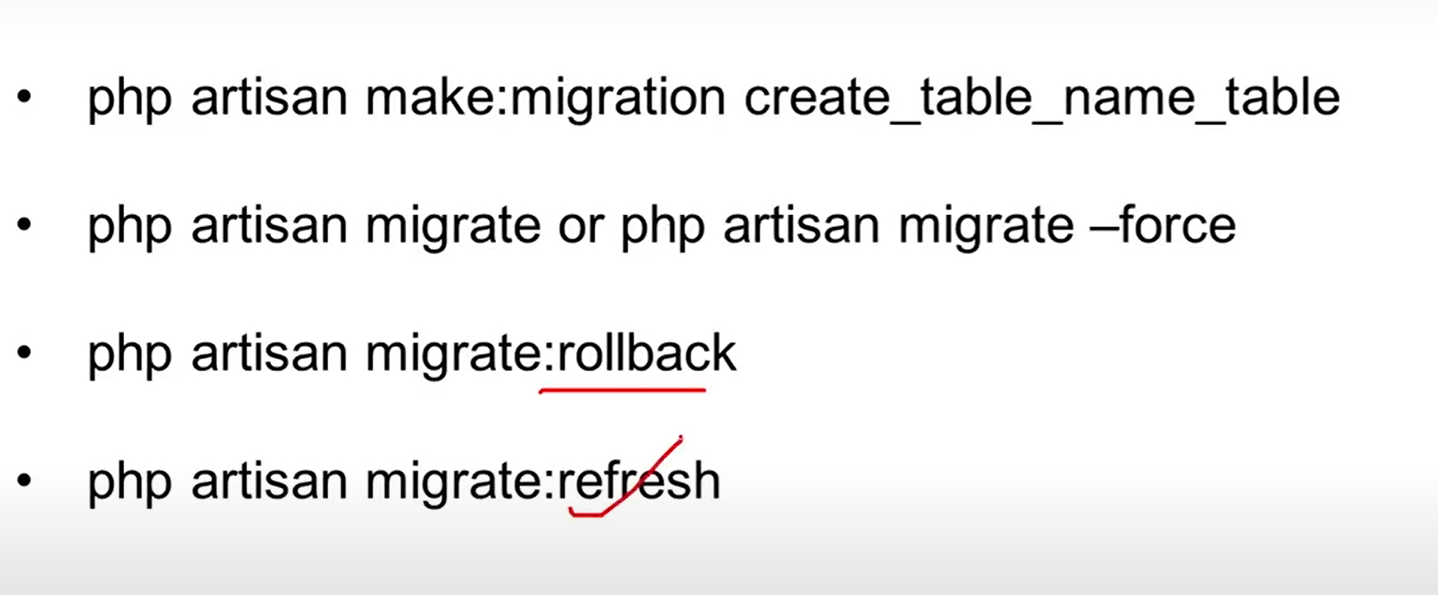 • php artisan make:migration create_table_name_table
• php artisan migrate or php artisan migrate –force
• php artisan migrate:rollback
• php artisan migrate:refresh